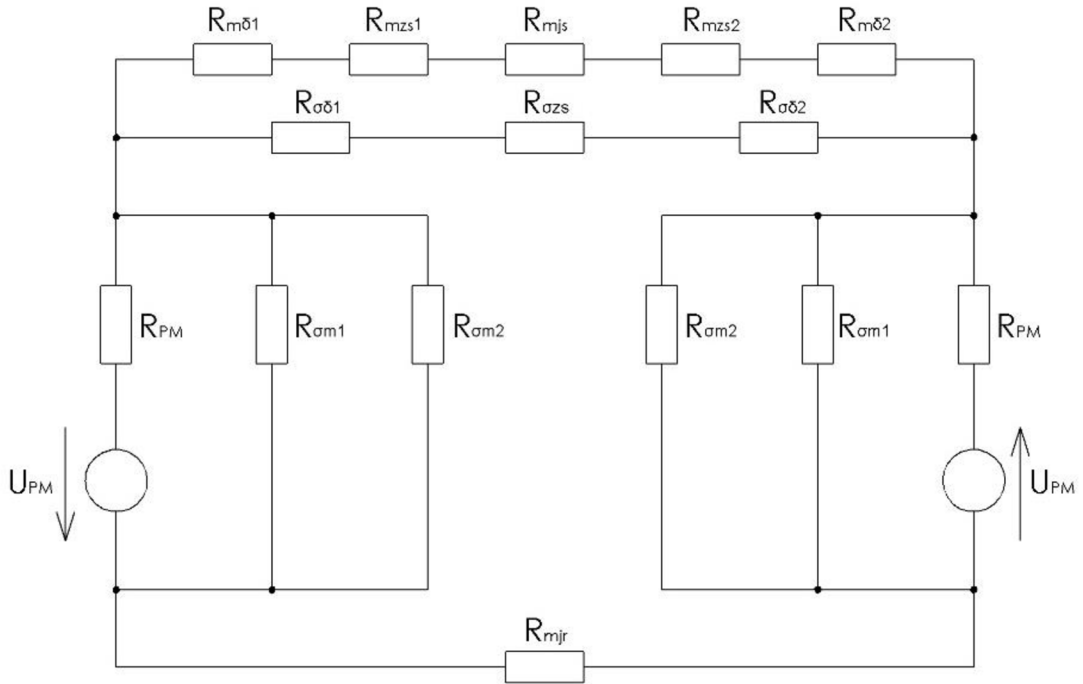 Rmδ1 Rmzs1 Rmjs Rmzs2 Rmδ2
Rσδ1 Rσzs Rσδ2
RPM Rσm1 Rσm2 Rσm2 Rσm1 RPM
UPM UPM
Rmjr